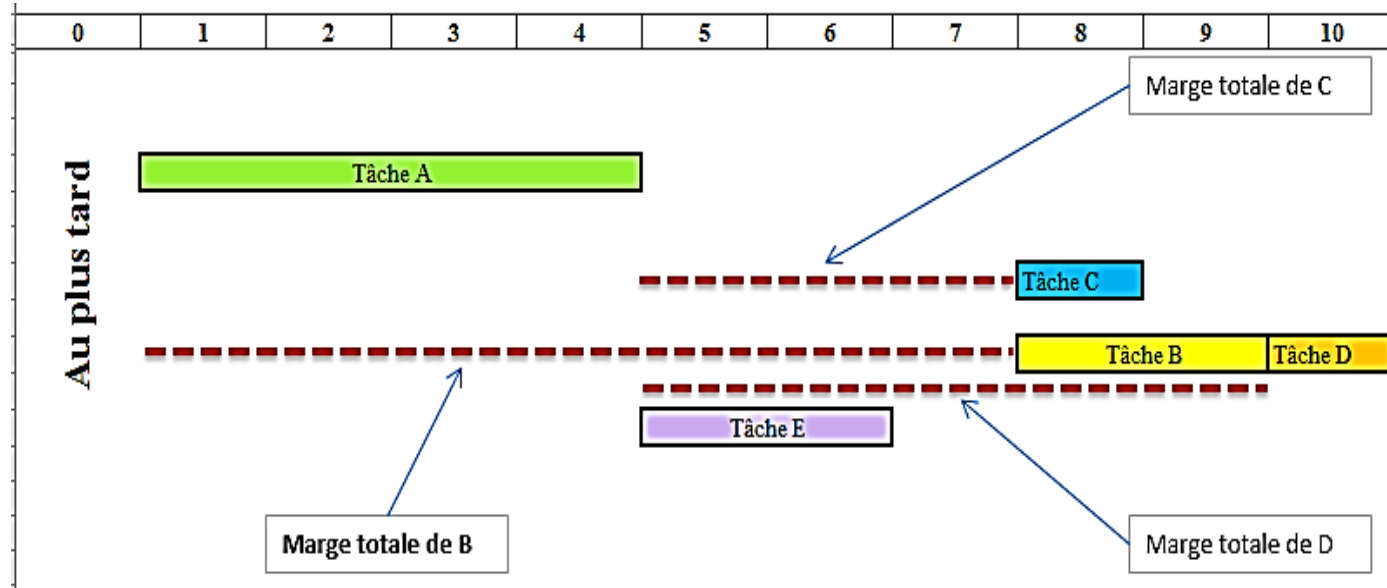 0 1 2 3 4 5 6 7 8 9 10
Marge totale de C
Au plus tard
Tâche A
Tâche C
Tâche B Tâche D
Tâche E
Marge totale de B
Marge totale de D